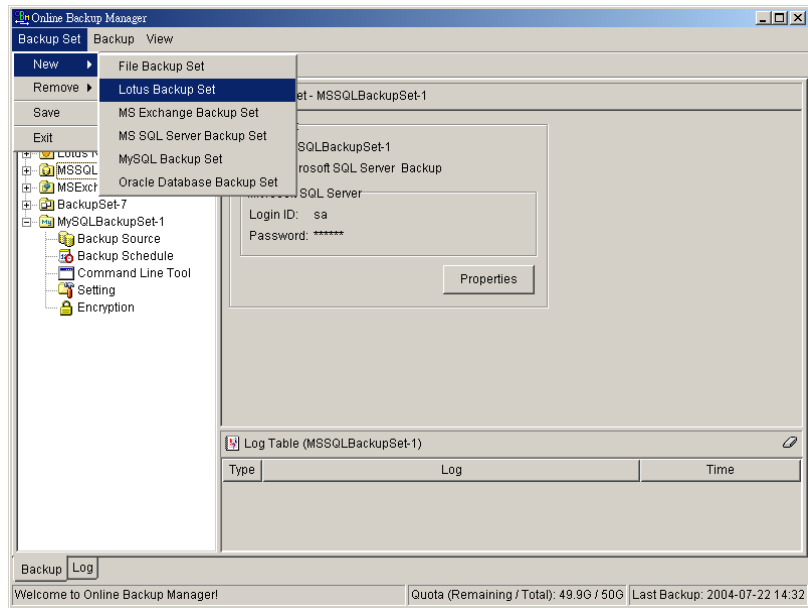 Online Backup Manager
Backup Set Backup View
New
Remove
Save
Exit
File Backup Set
Lotus Backup Set
MS Exchange Backup Set
MS SQL Server Backup Set
MySQL Backup Set
Oracle Database Backup Set
et - MSSQLBackupSet-1
SQLBackupSet-1
rosoft SQL Server Backup
SQL Server
Login ID: sa
Password: ******
Properties
Lotus
MSSQL
MSExch
BackupSet-7
MySQLBackupSet-1
Backup Source
Backup Schedule
Command Line Tool
Setting
Encryption
Log Table (MSSQLBackupSet-1)
Type Log Time
Backup Log
Welcome to Online Backup Manager!
Quota (Remaining / Total): 49.9G / 50G
Last Backup: 2004-07-22 14:32